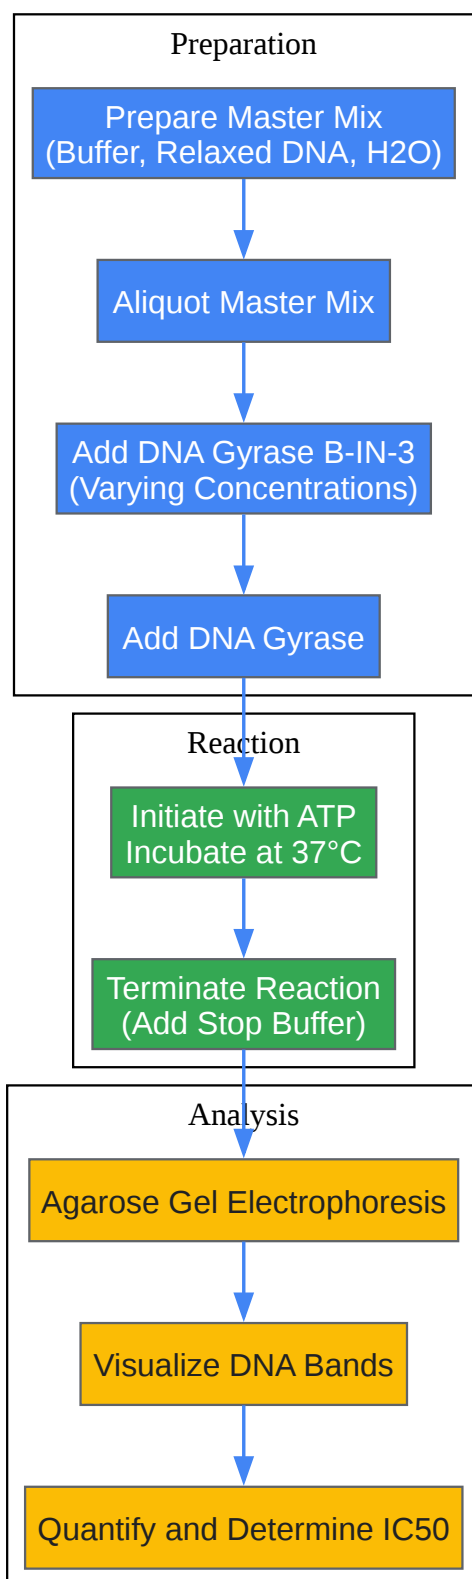 Preparation
Prepare Master Mix
(Buffer, Relaxed DNA, H2O)
Aliquot Master Mix
Add DNA Gyrase B-IN-3
(Varying Concentrations)
Add DNA Gyrase
Reaction
Initiate with ATP
Incubate at 37°C
Terminate Reaction
(Add Stop Buffer)
Analysis
Agarose Gel Electrophoresis
Visualize DNA Bands
Quantify and Determine IC50